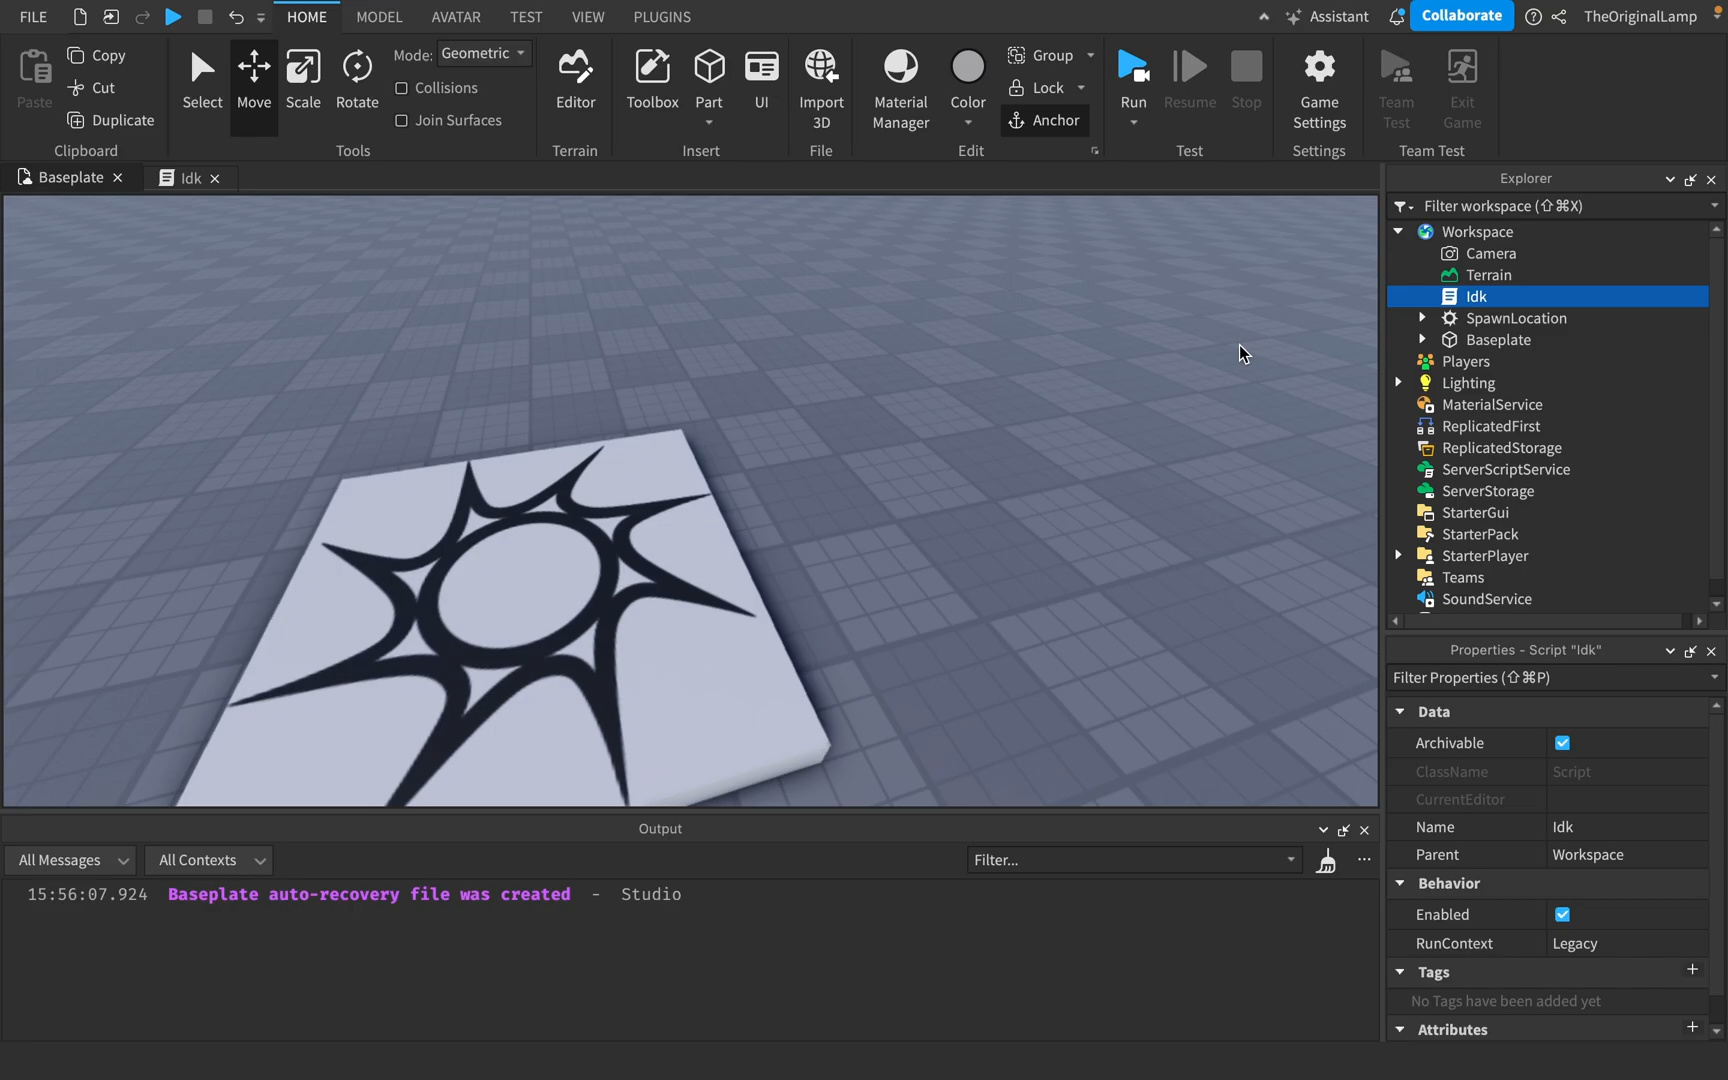 FILE HOME MODEL AVATAR TEST VIEW PLUGINS Assistant Collaborate TheOriginalLamp
Paste
Copy
Cut
Duplicate
Clipboard
Select Move Scale Rotate
Mode: Geometric
Collisions
Join Surfaces
Tools
Editor
Terrain
Toolbox Part UI
Insert
Import
3D
File
Material
Manager
Color
Group
Lock
Anchor
Edit
Run Resume Stop
Test
Game
Settings
Settings
Team
Test
Exit
Game
Team Test
Baseplate Idk
Explorer
Filter workspace (⇧⌘X)
Workspace
Camera
Terrain
Idk
SpawnLocation
Baseplate
Players
Lighting
MaterialService
ReplicatedFirst
ReplicatedStorage
ServerScriptService
ServerStorage
StarterGui
StarterPack
StarterPlayer
Teams
SoundService
Properties - Script "Idk"
Filter Properties (⇧⌘P)
Data
Archivable
ClassName Script
CurrentEditor
Name Idk
Parent Workspace
Behavior
Enabled
RunContext Legacy
Tags
No Tags have been added yet
Attributes
Output
All Messages All Contexts Filter...
15:56:07.924 Baseplate auto-recovery file was created - Studio